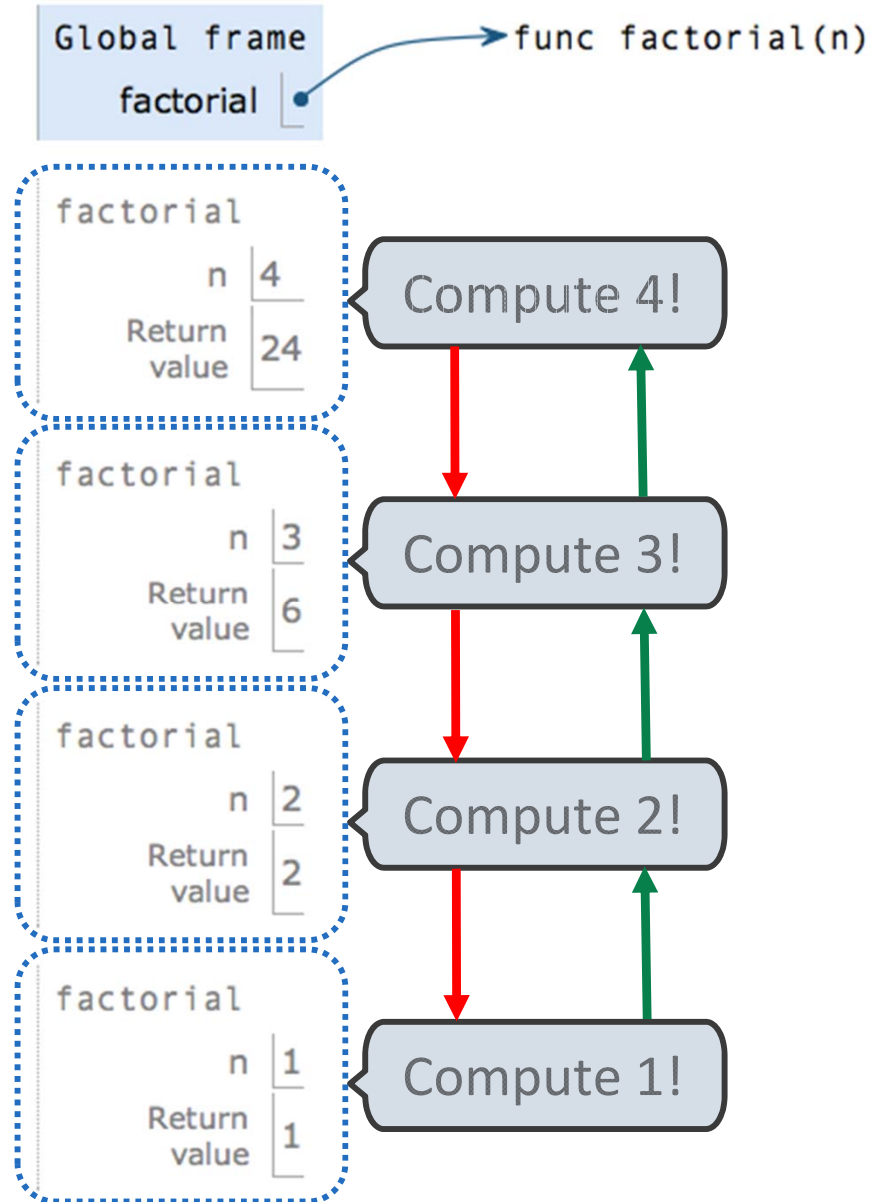 Global frame
factorial
func factorial(n)
factorial
n 4
Return
value 24
Compute 4!
factorial
n 3
Return
value 6
Compute 3!
factorial
n 2
Return
value 2
Compute 2!
factorial
n 1
Return
value 1
Compute 1!